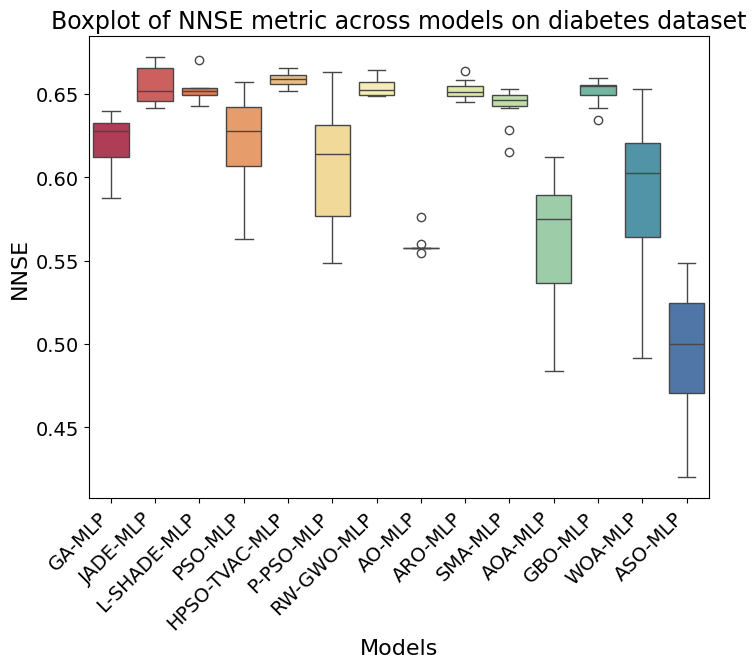 Boxplot of NNSE metric across models on diabetes dataset
NNSE
0.65
0.60
0.55
0.50
0.45
GA-MLP
JADE-MLP
L-SHADE-MLP
PSO-MLP
HPSO-TVAC-MLP
P-PSO-MLP
RW-GWO-MLP
AO-MLP
ARO-MLP
SMA-MLP
AOA-MLP
GBO-MLP
WOA-MLP
ASO-MLP
Models